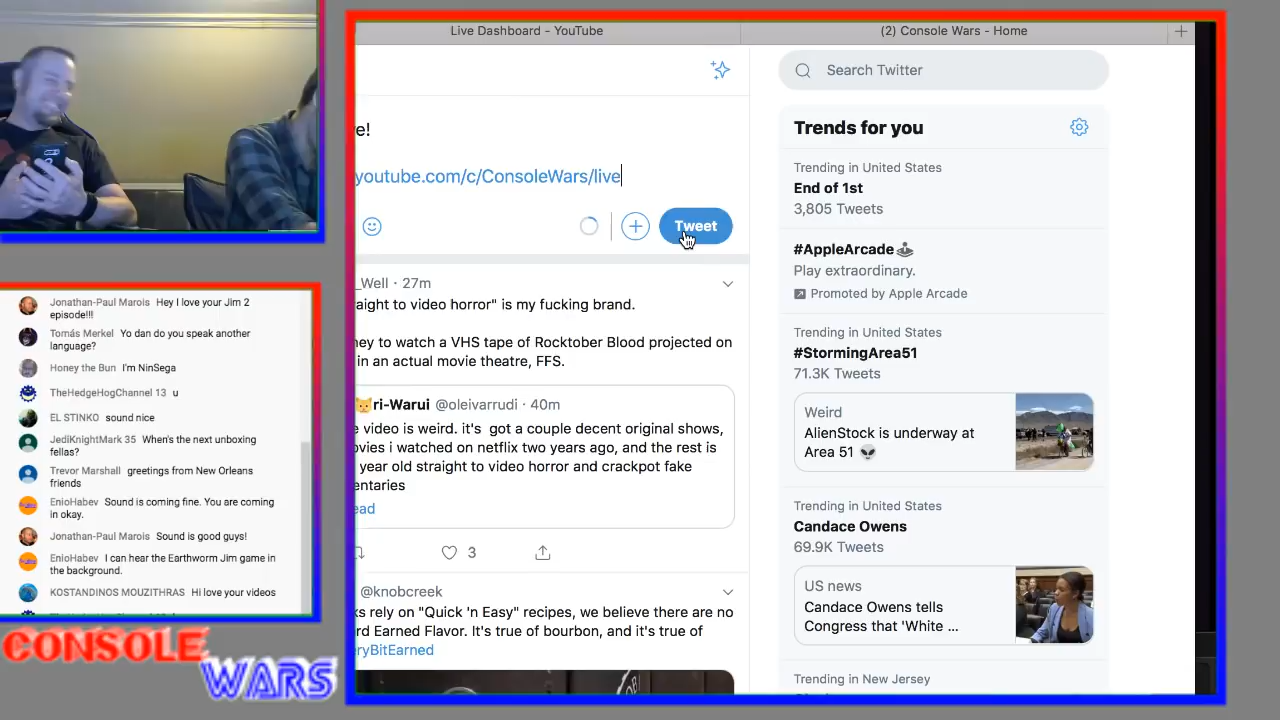 Live Dashboard - YouTube
(2) Console Wars - Home
Search Twitter
ve!
youtube.com/c/ConsoleWars/live
Tweet
_Well · 27m
aight to video horror" is my fucking brand.
ney to watch a VHS tape of Rocktober Blood projected on
in an actual movie theatre, FFS.
ri-Warui @oleivarrudi · 40m
e video is weird. it's got a couple decent original shows,
ovies i watched on netflix two years ago, and the rest is
year old straight to video horror and crackpot fake
entaries
ead
3
@knobcreek
ks rely on "Quick 'n Easy" recipes, we believe there are no
rd Earned Flavor. It's true of bourbon, and it's true of
eryBitEarned
Trends for you
Trending in United States
End of 1st
3,805 Tweets
#AppleArcade
Play extraordinary.
Promoted by Apple Arcade
Trending in United States
#StormingArea51
71.3K Tweets
Weird
AlienStock is underway at
Area 51 👽
Trending in United States
Candace Owens
69.9K Tweets
US news
Candace Owens tells
Congress that 'White ...
Trending in New Jersey
Jonathan-Paul Marois Hey I love your Jim 2
episode!!!
Tomás Merkel Yo dan do you speak another
language?
Honey the Bun I'm NinSega
TheHedgeHogChannel 13 u
EL STINKO sound nice
JediKnightMark 35 When's the next unboxing
fellas?
Trevor Marshall greetings from New Orleans
friends
EnioHabev Sound is coming fine. You are coming
in okay.
Jonathan-Paul Marois Sound is good guys!
EnioHabev I can hear the Earthworm Jim game in
the background.
KOSTANDINOS MOUZITHRAS Hi love your videos
CONSOLE
WARS